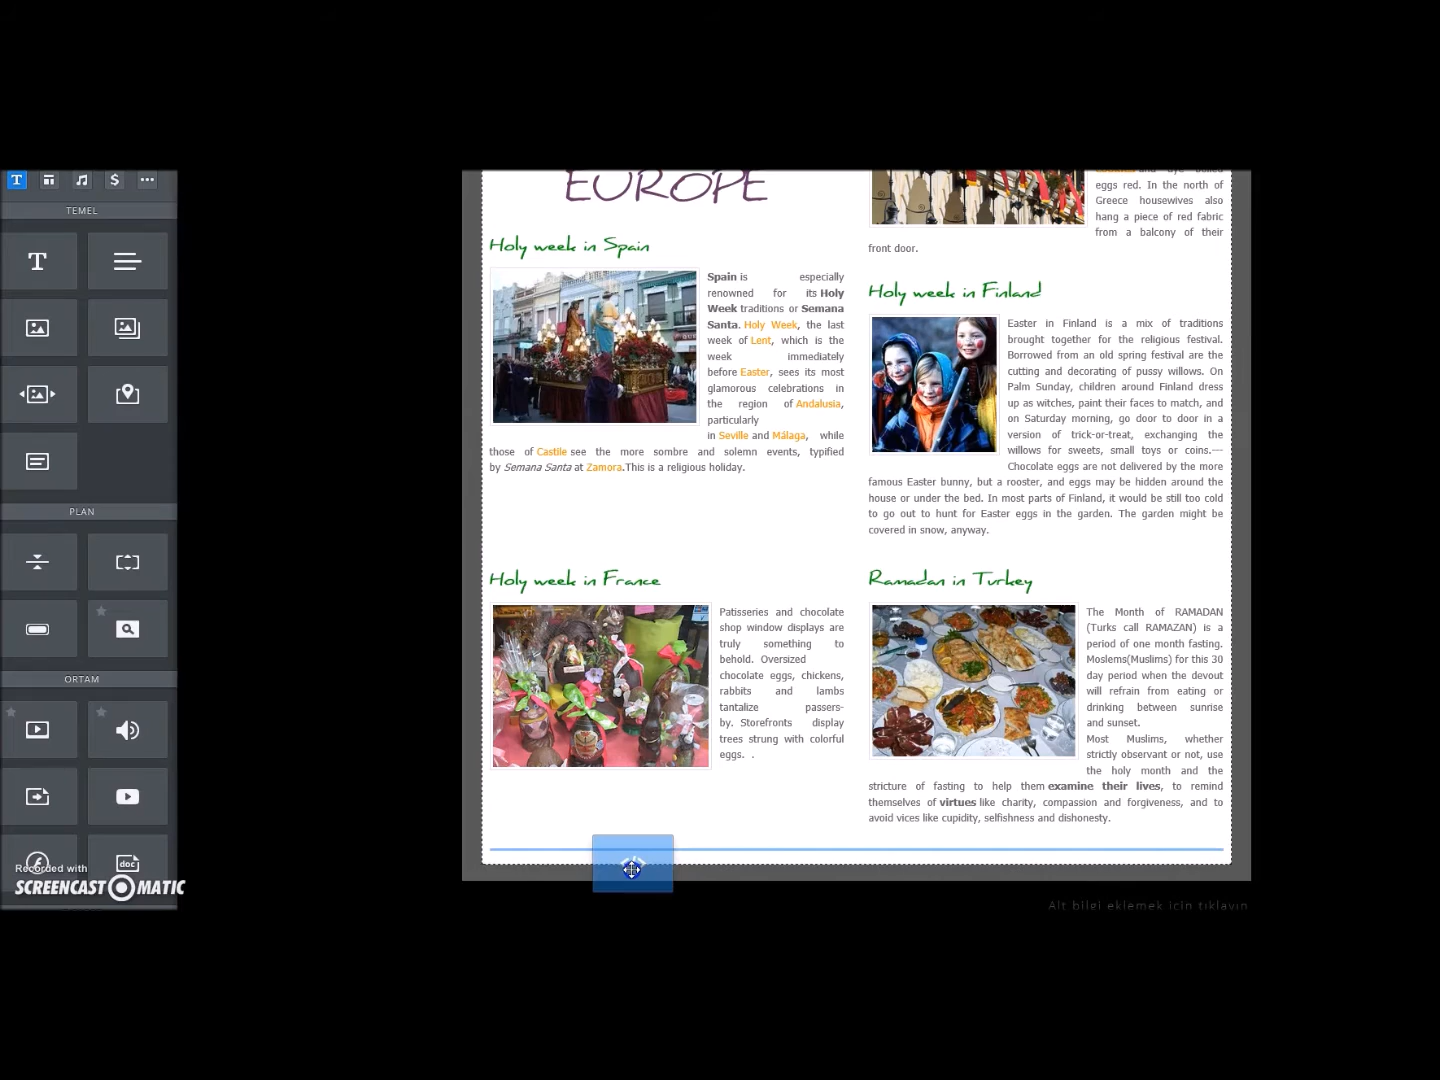 T
$
TEMEL
T
PLAN
ORTAM
doc
Recorded with
SCREENCAST MATIC
EUROPE
Holy week in Spain
Spain is especially
renowned for its Holy
Week traditions or Semana
Santa. Holy Week, the last
week of Lent, which is the
week immediately
before Easter, sees its most
glamorous celebrations in
the region of Andalusia,
particularly
in Seville and Málaga, while
those of Castile see the more sombre and solemn events, typified
by Semana Santa at Zamora.This is a religious holiday.
Holy week in France
Patisseries and chocolate
shop window displays are
truly something to
behold. Oversized
chocolate eggs, chickens,
rabbits and lambs
tantalize passers-
by. Storefronts display
trees strung with colorful
eggs. .
eggs red. In the north of
Greece housewives also
hang a piece of red fabric
from a balcony of their
front door.
Holy week in Finland
Easter in Finland is a mix of traditions
brought together for the religious festival.
Borrowed from an old spring festival are the
cutting and decorating of pussy willows. On
Palm Sunday, children around Finland dress
up as witches, paint their faces to match, and
on Saturday morning, go door to door in a
version of trick-or-treat, exchanging the
willows for sweets, small toys or coins.—
Chocolate eggs are not delivered by the more
famous Easter bunny, but a rooster, and eggs may be hidden around the
house or under the bed. In most parts of Finland, it would be still too cold
to go out to hunt for Easter eggs in the garden. The garden might be
covered in snow, anyway.
Ramadan in Turkey
The Month of RAMADAN
(Turks call RAMAZAN) is a
period of one month fasting.
Moslems(Muslims) for this 30
day period when the devout
will refrain from eating or
drinking between sunrise
and sunset.
Most Muslims, whether
strictly observant or not, use
the holy month and the
stricture of fasting to help them examine their lives, to remind
themselves of virtues like charity, compassion and forgiveness, and to
avoid vices like cupidity, selfishness and dishonesty.
Alt bilgi eklemek için tıklayın